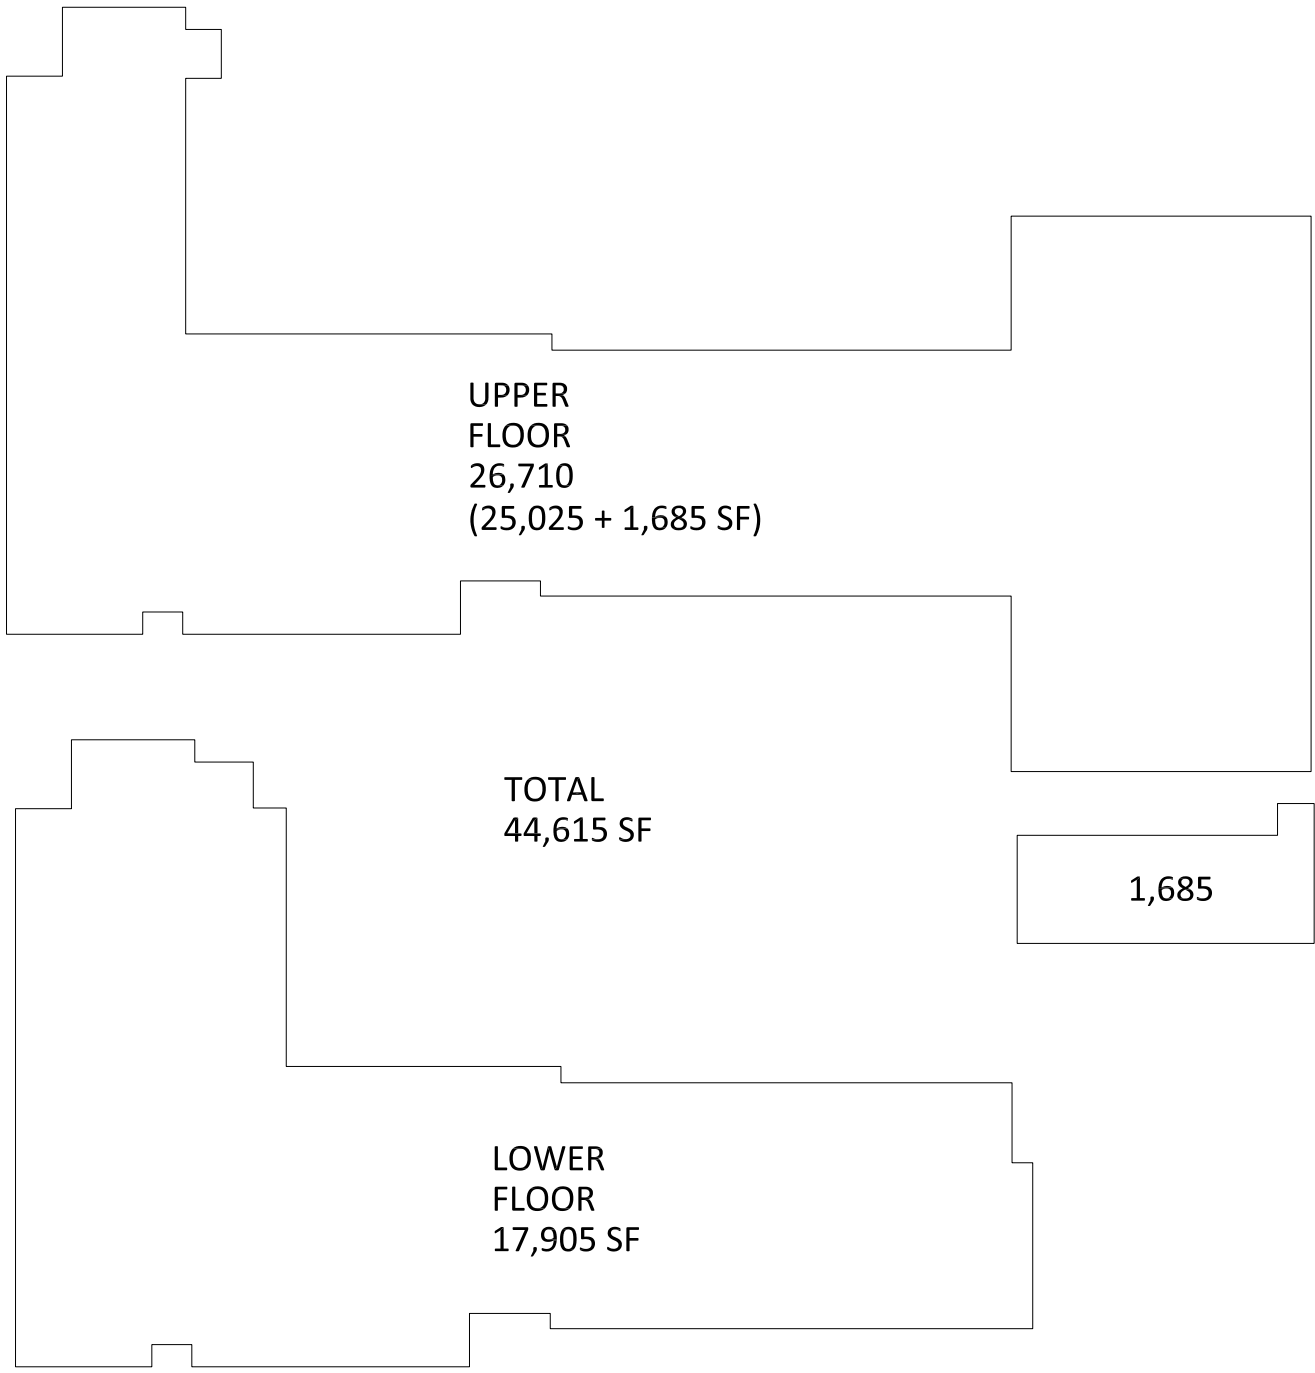 UPPER
FLOOR
26,710
(25,025 + 1,685 SF)
TOTAL
44,615 SF
1,685
LOWER
FLOOR
17,905 SF